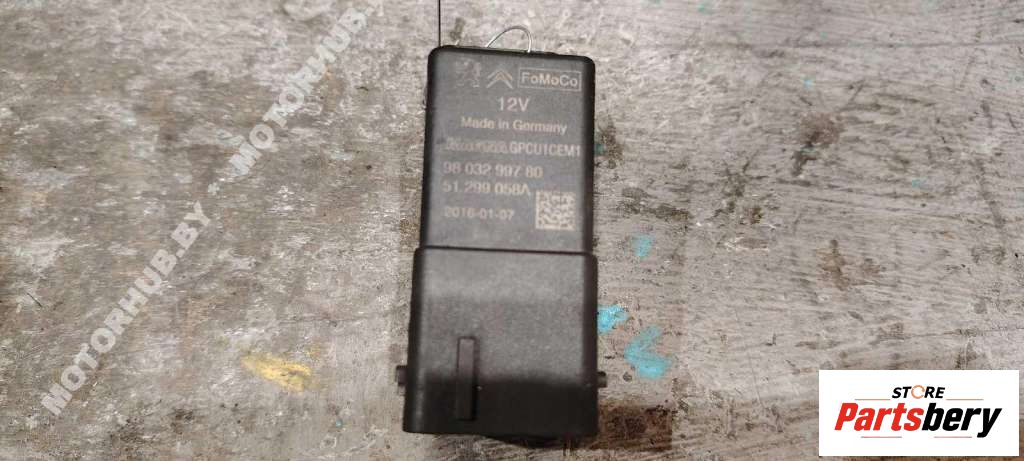 FoMoCo
12V
Made in Germany
GPCU1CEM1
98 032 997 80
51 299 058A
2016-01-07
MOTORHUB.BY - MOTORHUB.BY
STORE
Partsbery